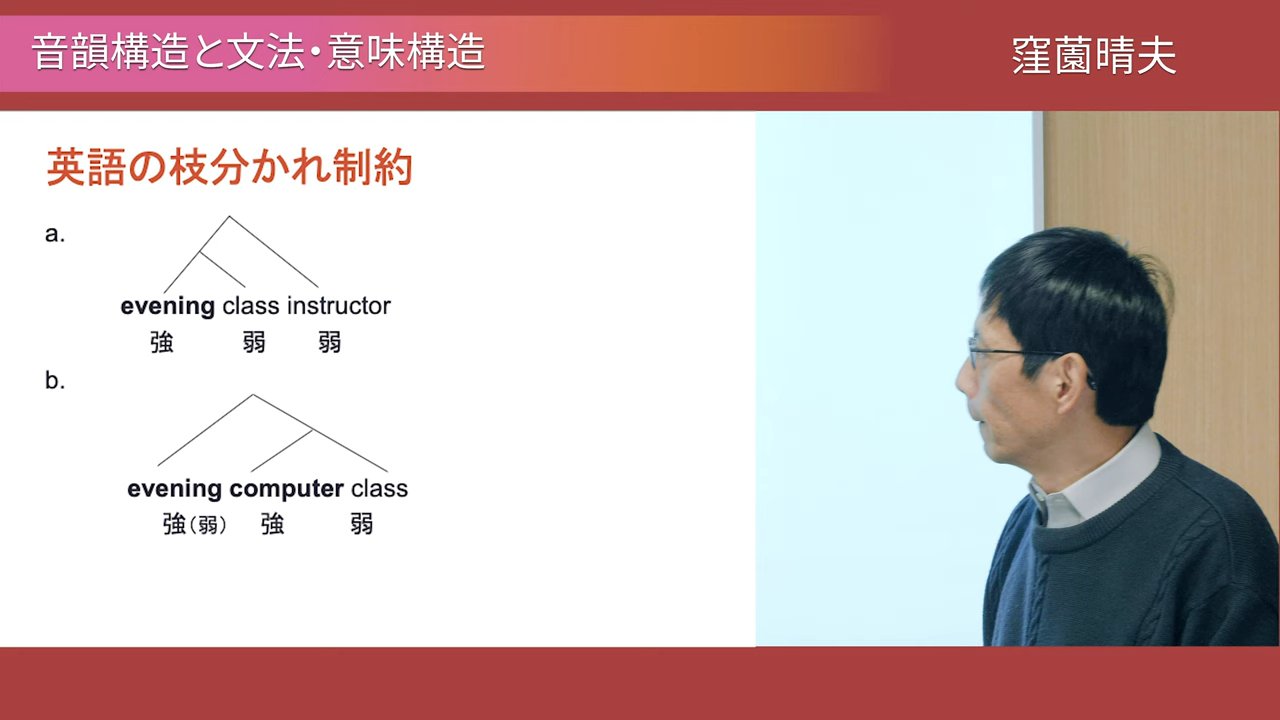 音韻構造と文法・意味構造
窪薗晴夫
英語の枝分かれ制約
a.
evening class instructor
強 弱 弱
b.
evening computer class
強(弱) 強 弱